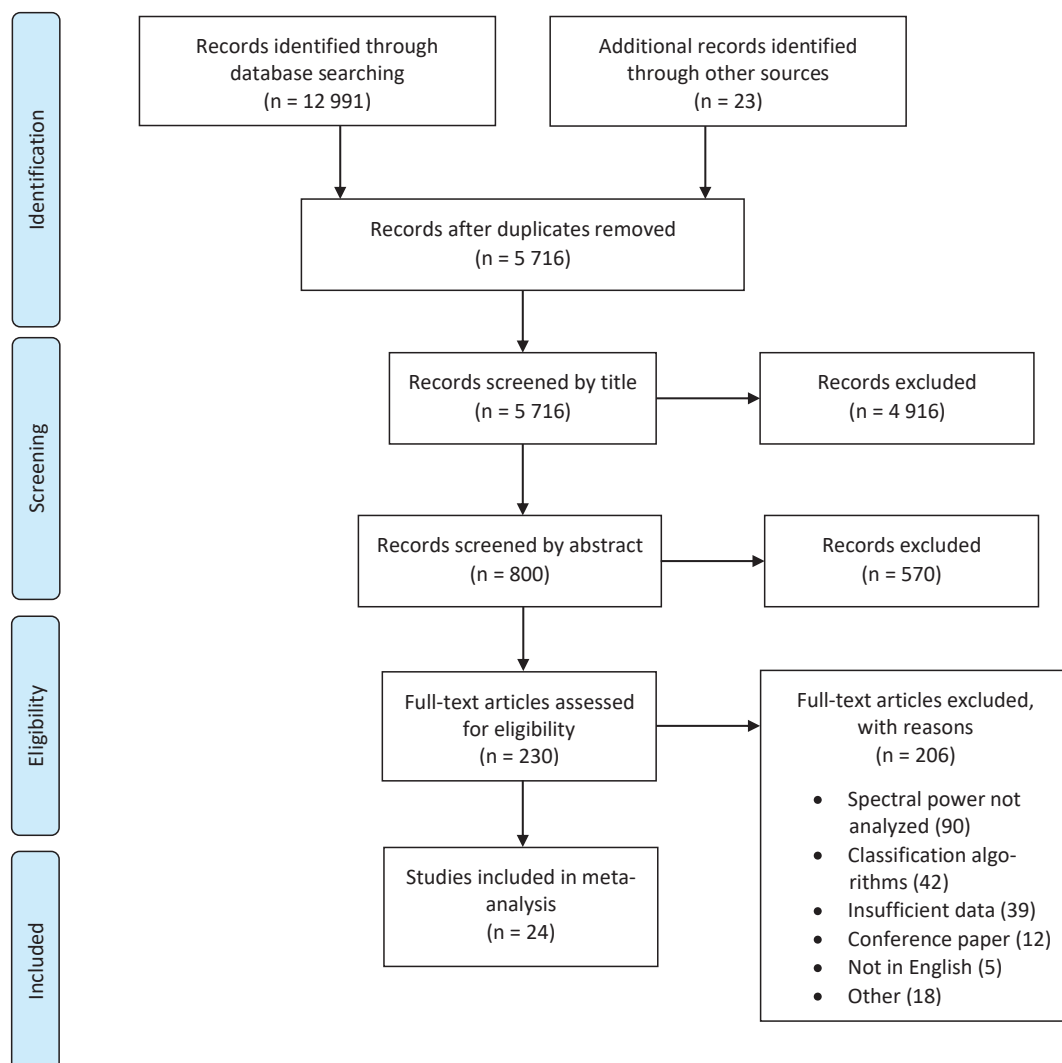 Identification
Records identified through
database searching
(n = 12 991)
Additional records identified
through other sources
(n = 23)
Records after duplicates removed
(n = 5 716)
Screening
Records screened by title
(n = 5 716)
Records excluded
(n = 4 916)
Records screened by abstract
(n = 800)
Records excluded
(n = 570)
Eligibility
Full-text articles assessed
for eligibility
(n = 230)
Full-text articles excluded,
with reasons
(n = 206)
• Spectral power not
analyzed (90)
• Classification algo-
rithms (42)
• Insufficient data (39)
• Conference paper (12)
• Not in English (5)
• Other (18)
Included
Studies included in meta-
analysis
(n = 24)